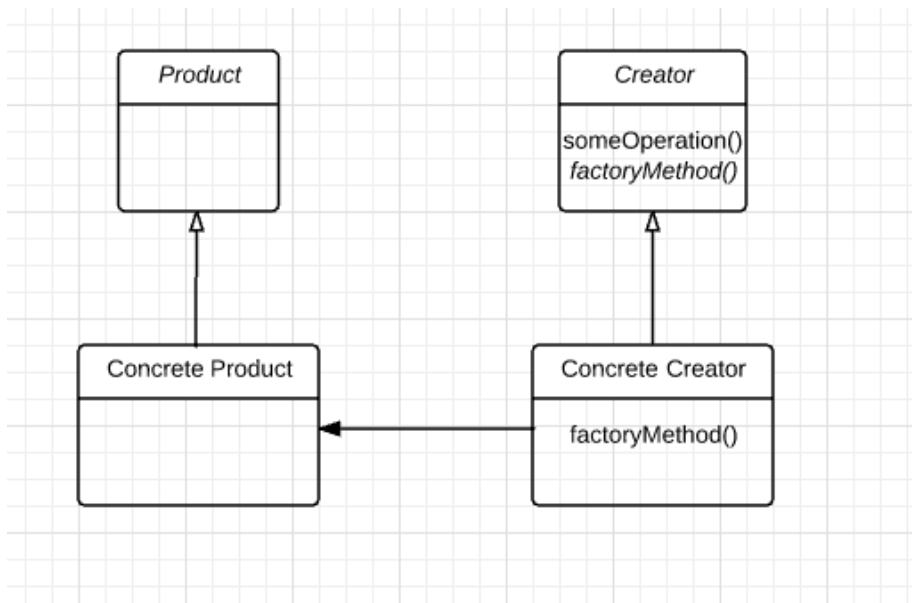 Product
Creator
someOperation()
factoryMethod()
Concrete Product
Concrete Creator
factoryMethod()